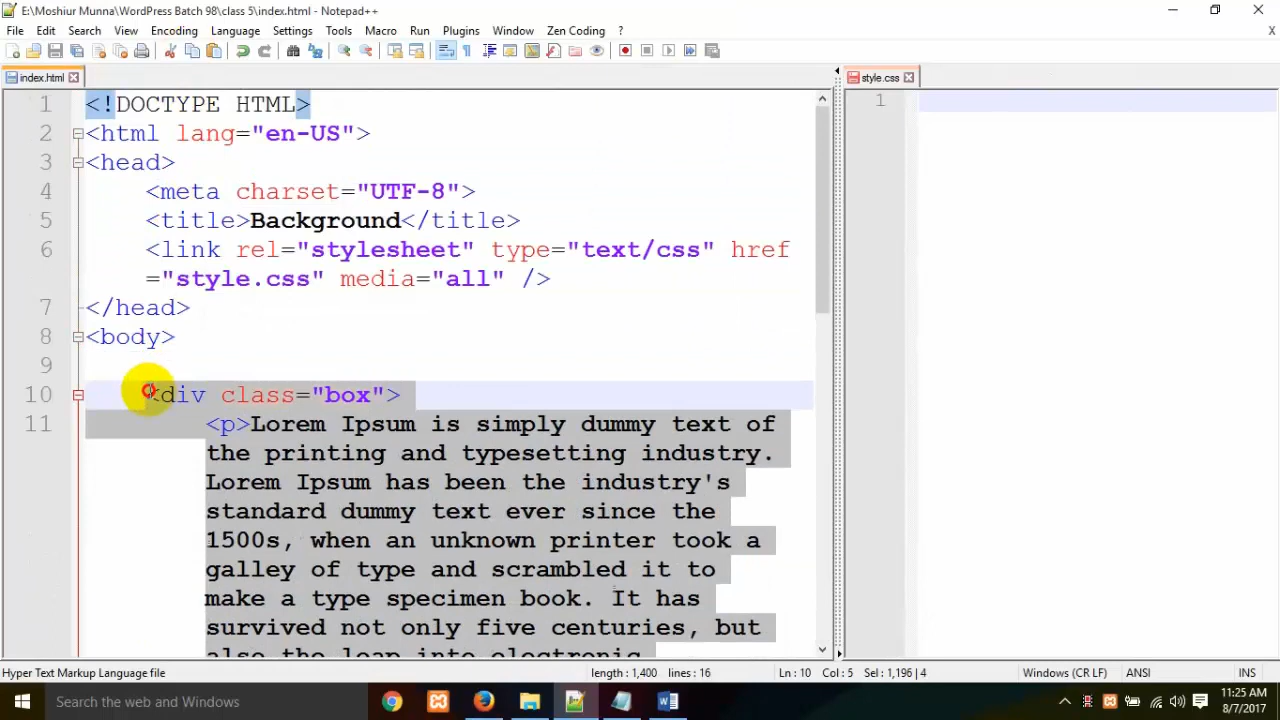 E:\Moshiur Munna\WordPress Batch 98\class 5\index.html - Notepad++
File Edit Search View Encoding Language Settings Tools Macro Run Plugins Window Zen Coding ? X
index.html
style.css
1 <!DOCTYPE HTML>
2 <html lang="en-US">
3 <head>
4 <meta charset="UTF-8">
5 <title>Background</title>
6 <link rel="stylesheet" type="text/css" href
="style.css" media="all" />
7 </head>
8 <body>
9
10 <div class="box">
11 <p>Lorem Ipsum is simply dummy text of
the printing and typesetting industry.
Lorem Ipsum has been the industry's
standard dummy text ever since the
1500s, when an unknown printer took a
galley of type and scrambled it to
make a type specimen book. It has
survived not only five centuries, but
also the leap into electronic
1
Hyper Text Markup Language file length : 1,400 lines : 16 Ln : 10 Col : 5 Sel : 1,196 | 4 Windows (CR LF) ANSI INS
Search the web and Windows
11:25 AM
8/7/2017